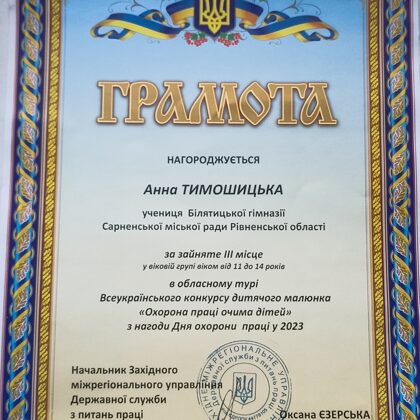 ГРАМОТА
НАГОРОДЖУЄТЬСЯ
Анна ТИМОШИЦЬКА
учениця Білятицької гімназії
Сарненської міської ради Рівненської області
за зайняте ІІІ місце
у віковій групі віком від 11 до 14 років
в обласному турі
Всеукраїнського конкурсу дитячого малюнка
«Охорона праці очима дітей»
з нагоди Дня охорони праці у 2023
Начальник Західного
міжрегіонального управління
Державної служби
з питань праці
Оксана ЄЗЕРСЬКА